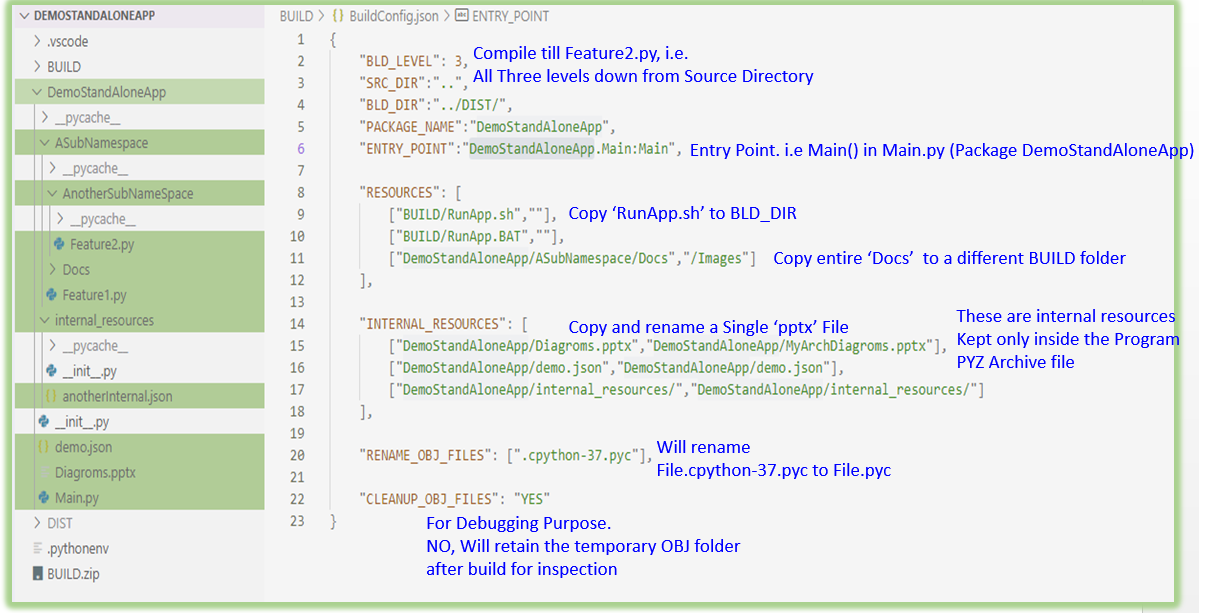 DEMOSTANDALONEAPP
.vscode
BUILD
DemoStandAloneApp
__pycache__
ASubNamespace
__pycache__
AnotherSubNameSpace
__pycache__
Feature2.py
Docs
Feature1.py
internal_resources
__pycache__
__init__.py
anotherInternal.json
__init__.py
demo.json
Diagroms.pptx
Main.py
DIST
.pythonenv
BUILD.zip
BUILD > {} BuildConfig.json > abc ENTRY_POINT
1 {
2 "BLD_LEVEL": 3, Compile till Feature2.py, i.e.
3 "SRC_DIR":"..", All Three levels down from Source Directory
4 "BLD_DIR":"../DIST/",
5 "PACKAGE_NAME":"DemoStandAloneApp",
6 "ENTRY_POINT":"DemoStandAloneApp.Main:Main", Entry Point. i.e Main() in Main.py (Package DemoStandAloneApp)
7
8 "RESOURCES": [
9 ["BUILD/RunApp.sh",""], Copy ‘RunApp.sh’ to BLD_DIR
10 ["BUILD/RunApp.BAT",""],
11 ["DemoStandAloneApp/ASubNamespace/Docs","/Images"] Copy entire ‘Docs’ to a different BUILD folder
12 ],
13
14 "INTERNAL_RESOURCES": [ Copy and rename a Single ‘pptx’ File
15 ["DemoStandAloneApp/Diagroms.pptx","DemoStandAloneApp/MyArchDiagroms.pptx"],
16 ["DemoStandAloneApp/demo.json","DemoStandAloneApp/demo.json"],
17 ["DemoStandAloneApp/internal_resources/","DemoStandAloneApp/internal_resources/"]
These are internal resources
Kept only inside the Program
PYZ Archive file
18 ],
19
20 "RENAME_OBJ_FILES": [".cpython-37.pyc"], Will rename
File.cpython-37.pyc to File.pyc
21
22 "CLEANUP_OBJ_FILES": "YES"
23 }
For Debugging Purpose.
NO, Will retain the temporary OBJ folder
after build for inspection